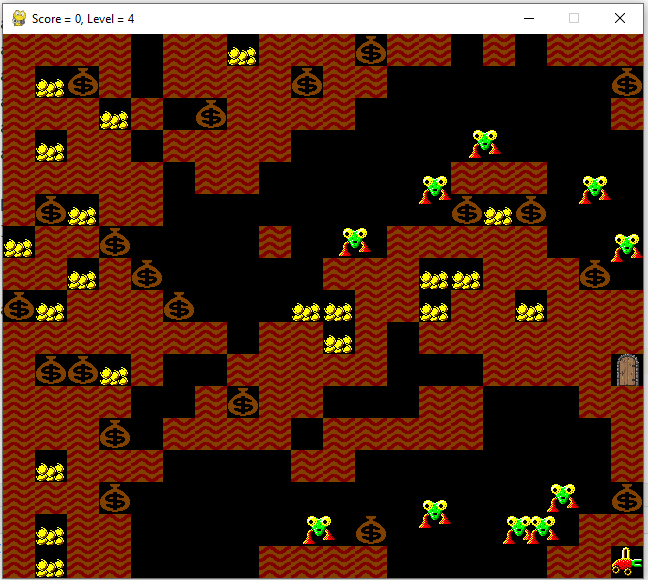 Score = 0, Level = 4